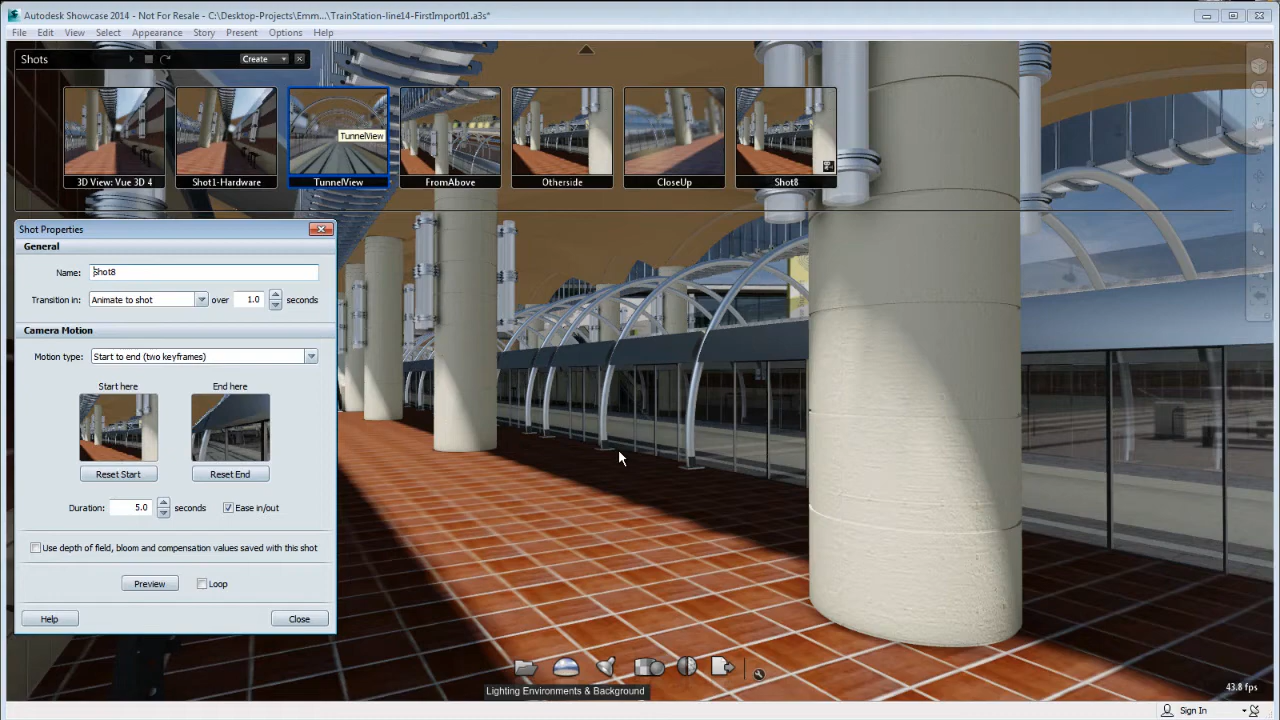 Autodesk Showcase 2014 - Not For Resale - C:\Desktop-Projects\Emm...\TrainStation-line14-FirstImport01.a3s*
File Edit View Select Appearance Story Present Options Help
Shots Create
TunnelView
3D View: Vue 3D 4 Shot1-Hardware TunnelView FromAbove Otherside CloseUp Shot8
Shot Properties
General
Name: Shot8
Transition in: Animate to shot over 1.0 seconds
Camera Motion
Motion type: Start to end (two keyframes)
Start here End here
Reset Start Reset End
Duration: 5.0 seconds Ease in/out
Use depth of field, bloom and compensation values saved with this shot
Preview Loop
Help Close
Lighting Environments & Background
43.8 fps
Sign In